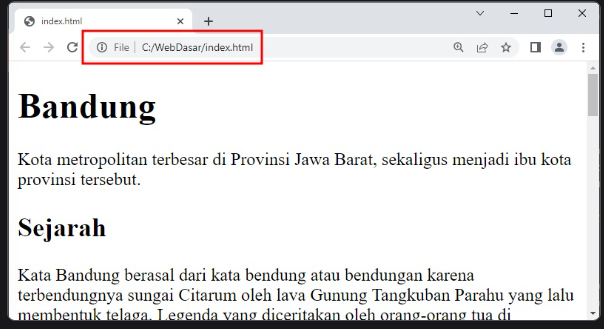 index.html
File C:/WebDasar/index.html
Bandung
Kota metropolitan terbesar di Provinsi Jawa Barat, sekaligus menjadi ibu kota
provinsi tersebut.
Sejarah
Kata Bandung berasal dari kata bendung atau bendungan karena
terbendungnya sungai Citarum oleh lava Gunung Tangkuban Parahu yang lalu
membentuk telaga. Legenda yang diceritakan oleh orang-orang tua di